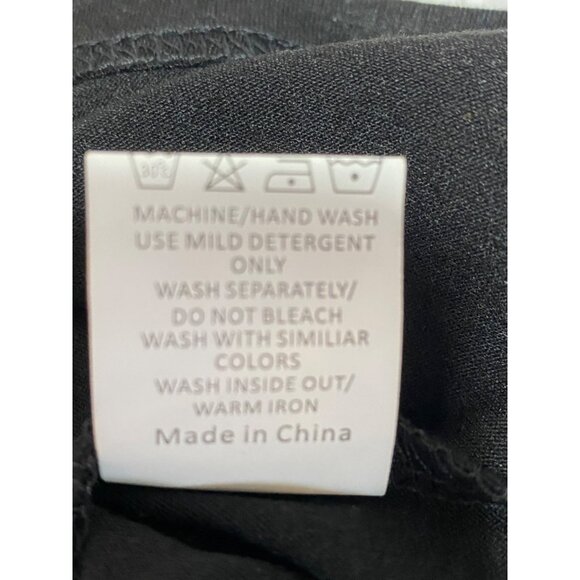 30°
MACHINE/HAND WASH
USE MILD DETERGENT
ONLY
WASH SEPARATELY/
DO NOT BLEACH
WASH WITH SIMILIAR
COLORS
WASH INSIDE OUT/
WARM IRON
Made in China